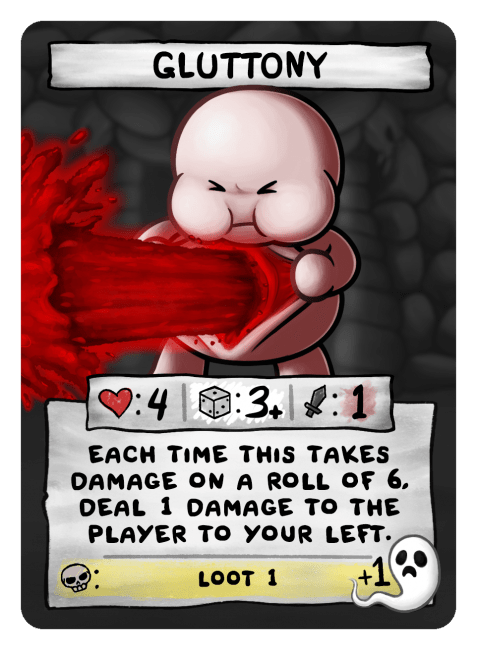 GLUTTONY
:4 :3+ :1
EACH TIME THIS TAKES
DAMAGE ON A ROLL OF 6,
DEAL 1 DAMAGE TO THE
PLAYER TO YOUR LEFT.
: LOOT 1 +1